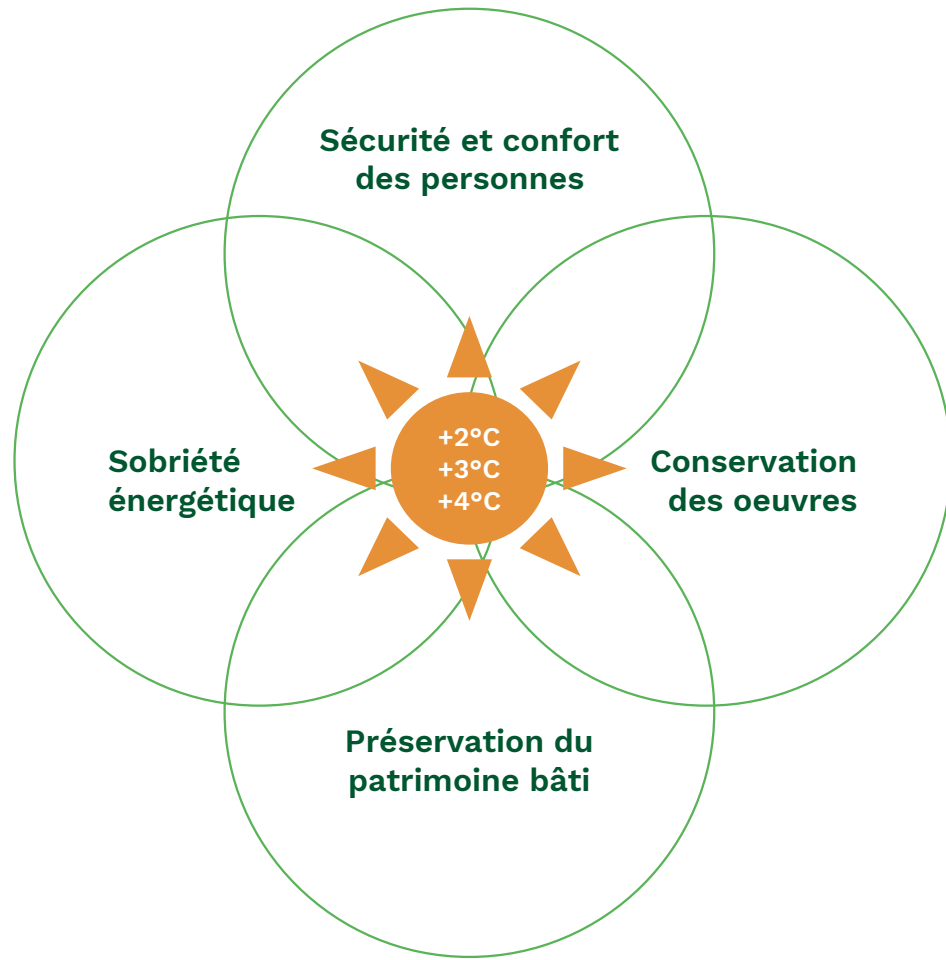 Sécurité et confort
des personnes
+2°C
+3°C
+4°C
Sobriété
énergétique
Conservation
des oeuvres
Préservation du
patrimoine bâti